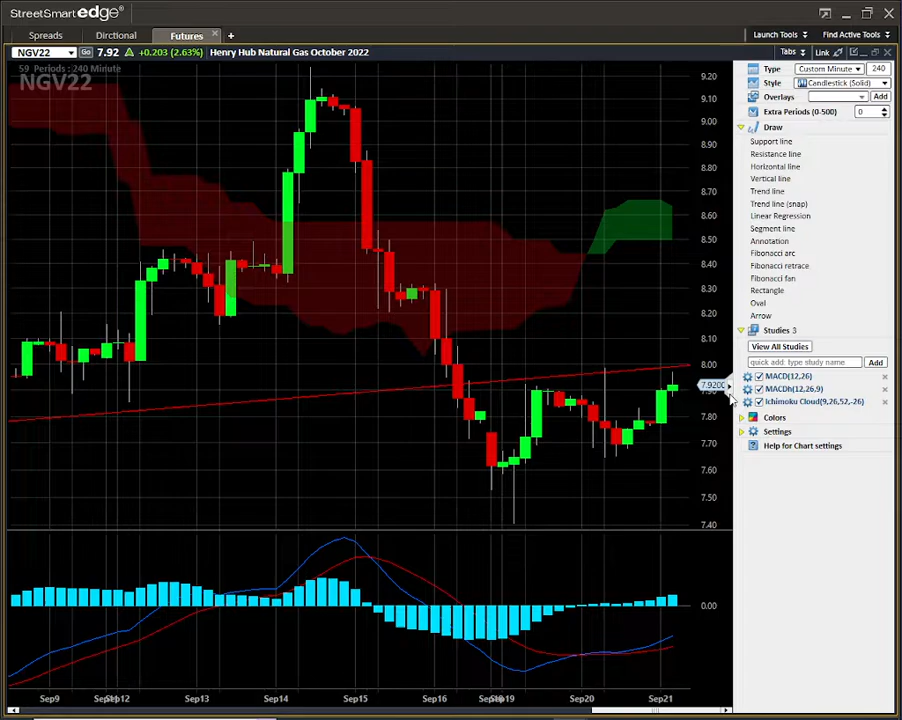 StreetSmart edge®
Spreads Dirctional Futures × +
Launch Tools Find Active Tools
NGV22 Go 7.92 +0.203 (2.63%) Henry Hub Natural Gas October 2022
Tabs Link
59 Periods : 240 Minute
NGV22
9.20
9.10
9.00
8.90
8.80
8.70
8.60
8.50
8.40
8.30
8.20
8.10
8.00
7.9200
7.80
7.70
7.60
7.50
7.40
0.00
Sep9 Sep12 Sep13 Sep14 Sep15 Sep16 Sep19 Sep20 Sep21
Type Custom Minute 240
Style Candlestick (Solid)
Overlays Add
Extra Periods (0-500) 0
Draw
Support line
Resistance line
Horizontal line
Vertical line
Trend line
Trend line (snap)
Linear Regression
Segment line
Annotation
Fibonacci arc
Fibonacci retrace
Fibonacci fan
Rectangle
Oval
Arrow
Studies 3
View All Studies
quick add: type study name Add
MACD(12,26)
MACDh(12,26,9)
Ichimoku Cloud(9,26,52,-26)
Colors
Settings
Help for Chart settings